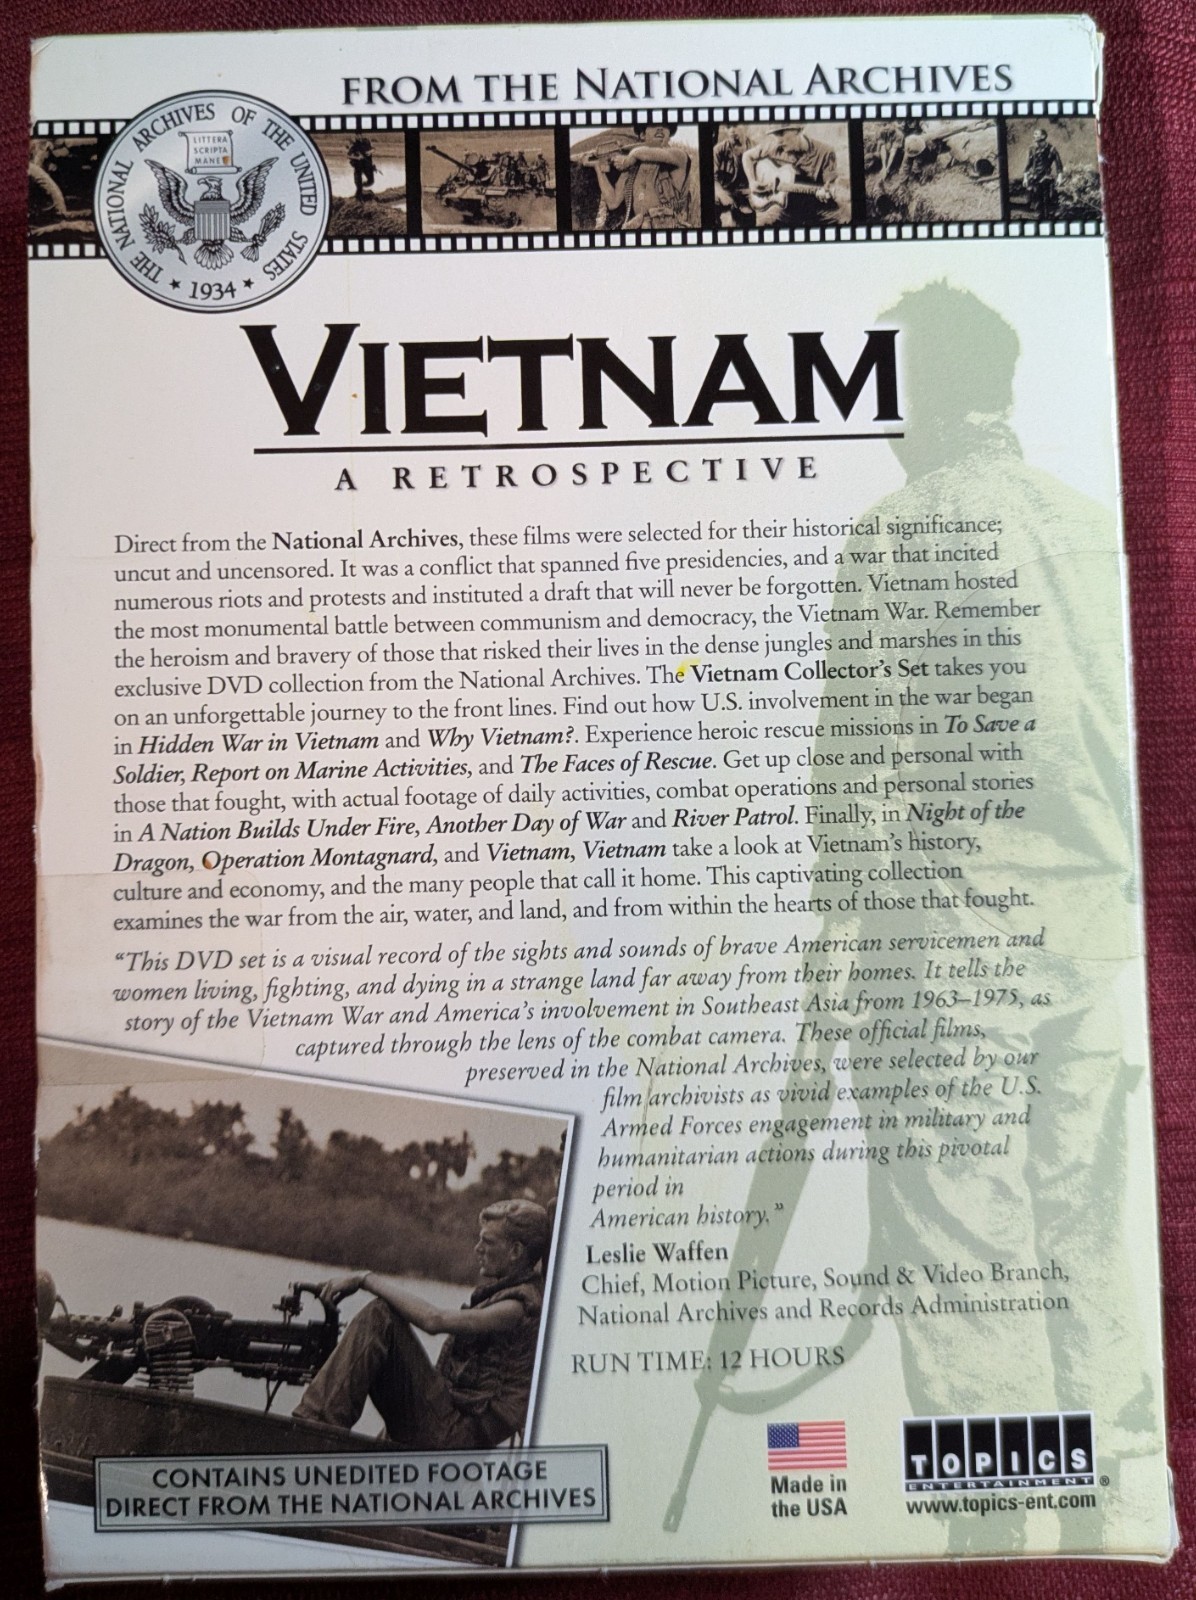 FROM THE NATIONAL ARCHIVES
THE NATIONAL ARCHIVES OF THE UNITED STATES
LITTERA
SCRIPTA
MANET
★ 1934 ★
VIETNAM
A RETROSPECTIVE
Direct from the National Archives, these films were selected for their historical significance;
uncut and uncensored. It was a conflict that spanned five presidencies, and a war that incited
numerous riots and protests and instituted a draft that will never be forgotten. Vietnam hosted
the most monumental battle between communism and democracy, the Vietnam War. Remember
the heroism and bravery of those that risked their lives in the dense jungles and marshes in this
exclusive DVD collection from the National Archives. The Vietnam Collector's Set takes you
on an unforgettable journey to the front lines. Find out how U.S. involvement in the war began
in Hidden War in Vietnam and Why Vietnam?. Experience heroic rescue missions in To Save a
Soldier, Report on Marine Activities, and The Faces of Rescue. Get up close and personal with
those that fought, with actual footage of daily activities, combat operations and personal stories
in A Nation Builds Under Fire, Another Day of War and River Patrol. Finally, in Night of the
Dragon, Operation Montagnard, and Vietnam, Vietnam take a look at Vietnam's history,
culture and economy, and the many people that call it home. This captivating collection
examines the war from the air, water, and land, and from within the hearts of those that fought.
"This DVD set is a visual record of the sights and sounds of brave American servicemen and
women living, fighting, and dying in a strange land far away from their homes. It tells the
story of the Vietnam War and America's involvement in Southeast Asia from 1963–1975, as
captured through the lens of the combat camera. These official films,
preserved in the National Archives, were selected by our
film archivists as vivid examples of the U.S.
Armed Forces engagement in military and
humanitarian actions during this pivotal
period in
American history."
Leslie Waffen
Chief, Motion Picture, Sound & Video Branch,
National Archives and Records Administration
RUN TIME: 12 HOURS
CONTAINS UNEDITED FOOTAGE
DIRECT FROM THE NATIONAL ARCHIVES
Made in
the USA
TOPICS
ENTERTAINMENT®
www.topics-ent.com